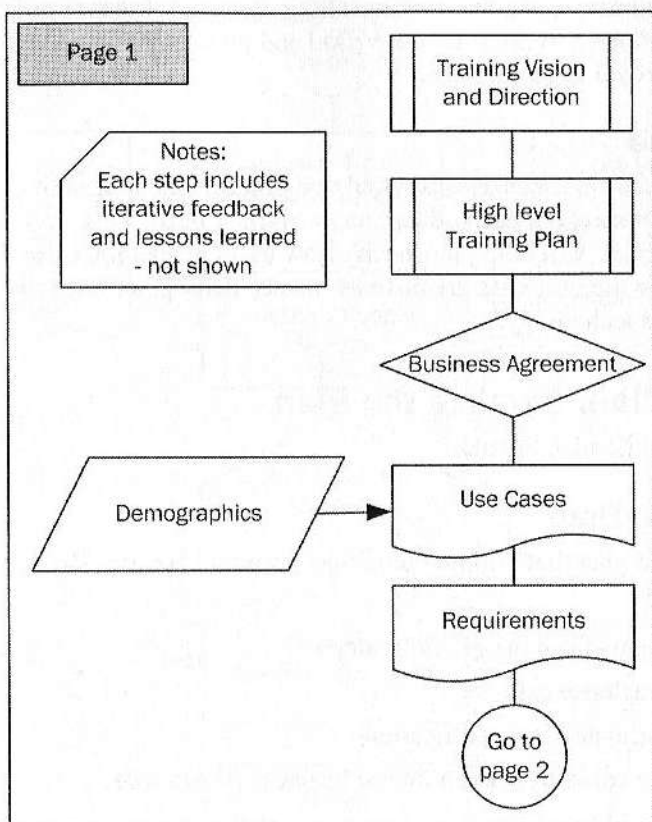 Page 1
Training Vision
and Direction
Notes:
Each step includes
iterative feedback
and lessons learned
- not shown
High level
Training Plan
Business Agreement
Demographics
Use Cases
Requirements
Go to
page 2